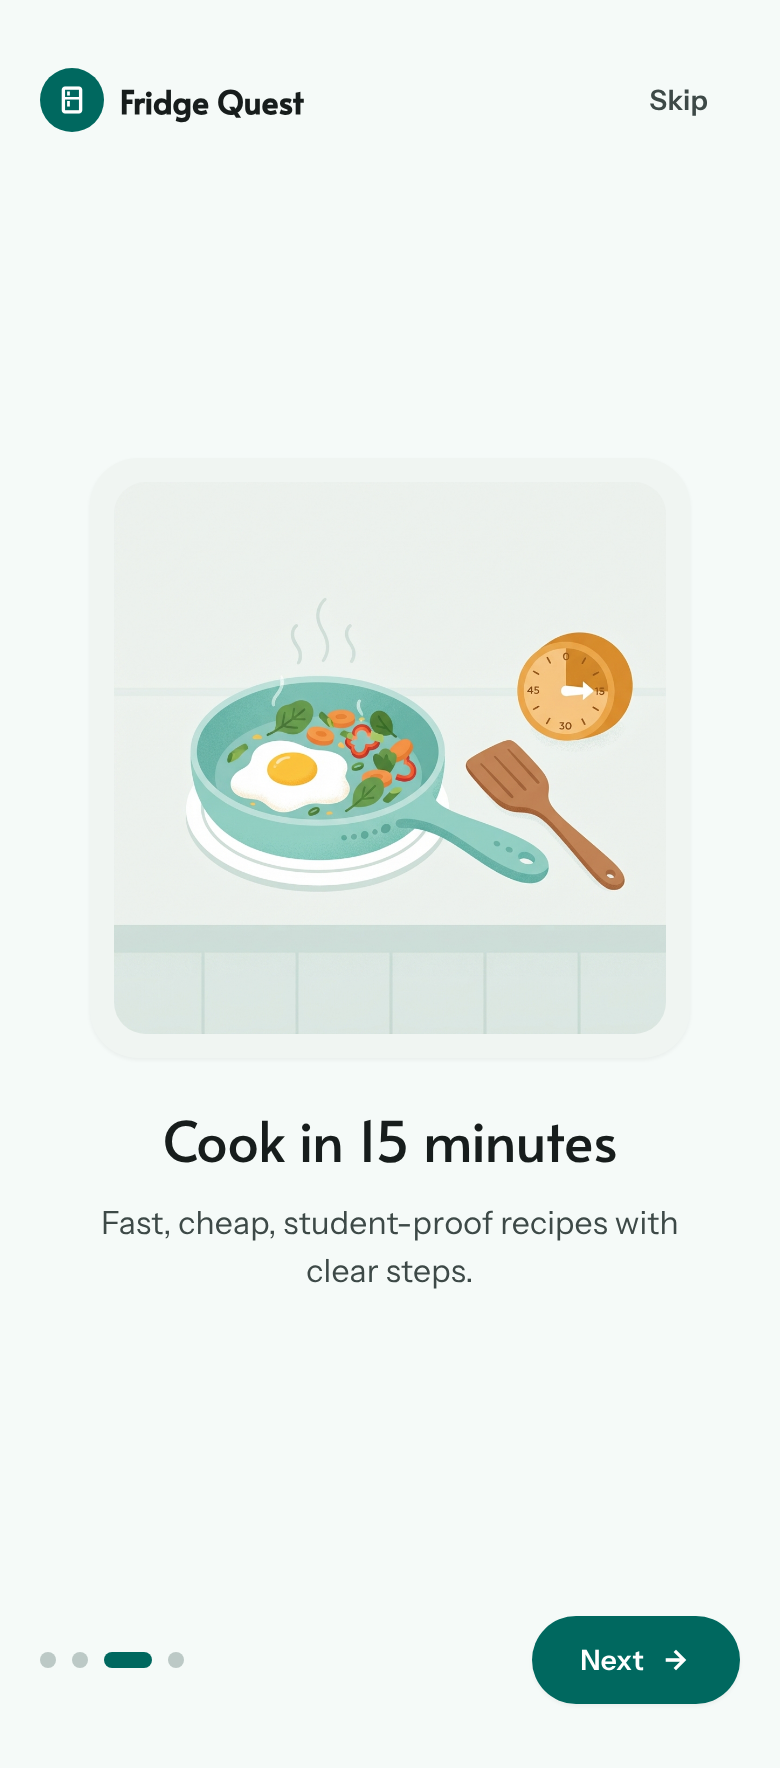 Fridge Quest
Skip
0
45
15
30
Cook in 15 minutes
Fast, cheap, student-proof recipes with
clear steps.
Next →